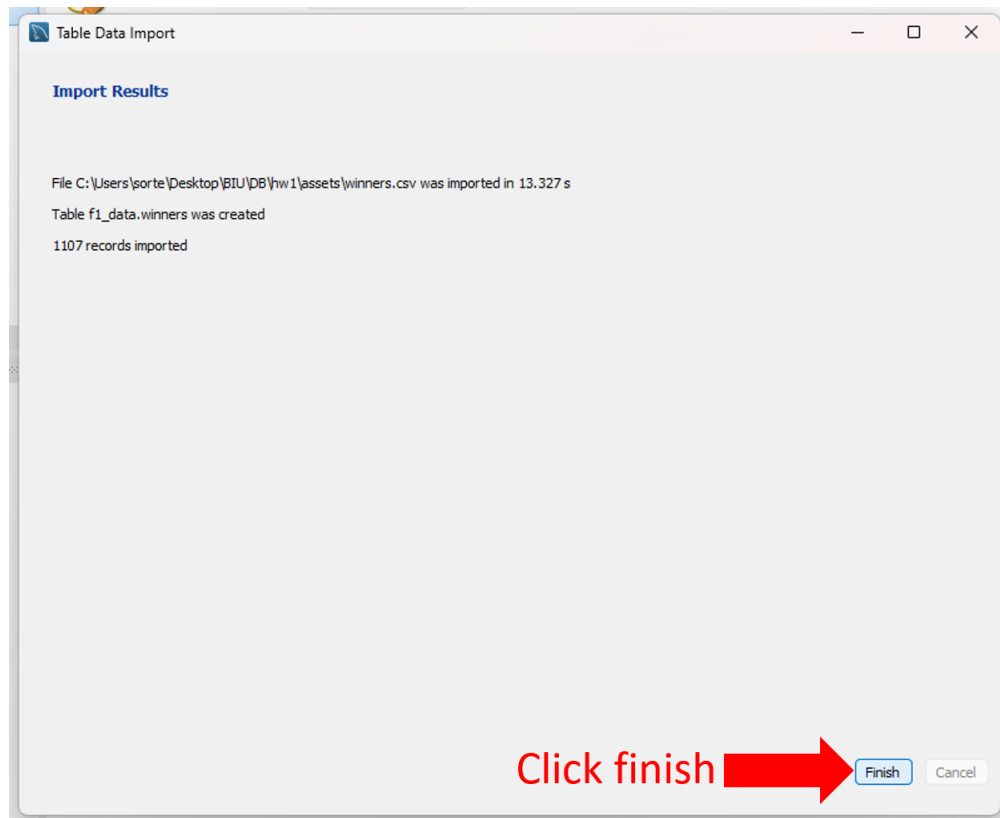 Table Data Import
Import Results
File C:\Users\sorte\Desktop\BIU\DB\hw1\assets\winners.csv was imported in 13.327 s
Table f1_data.winners was created
1107 records imported
Click finish
Finish
Cancel